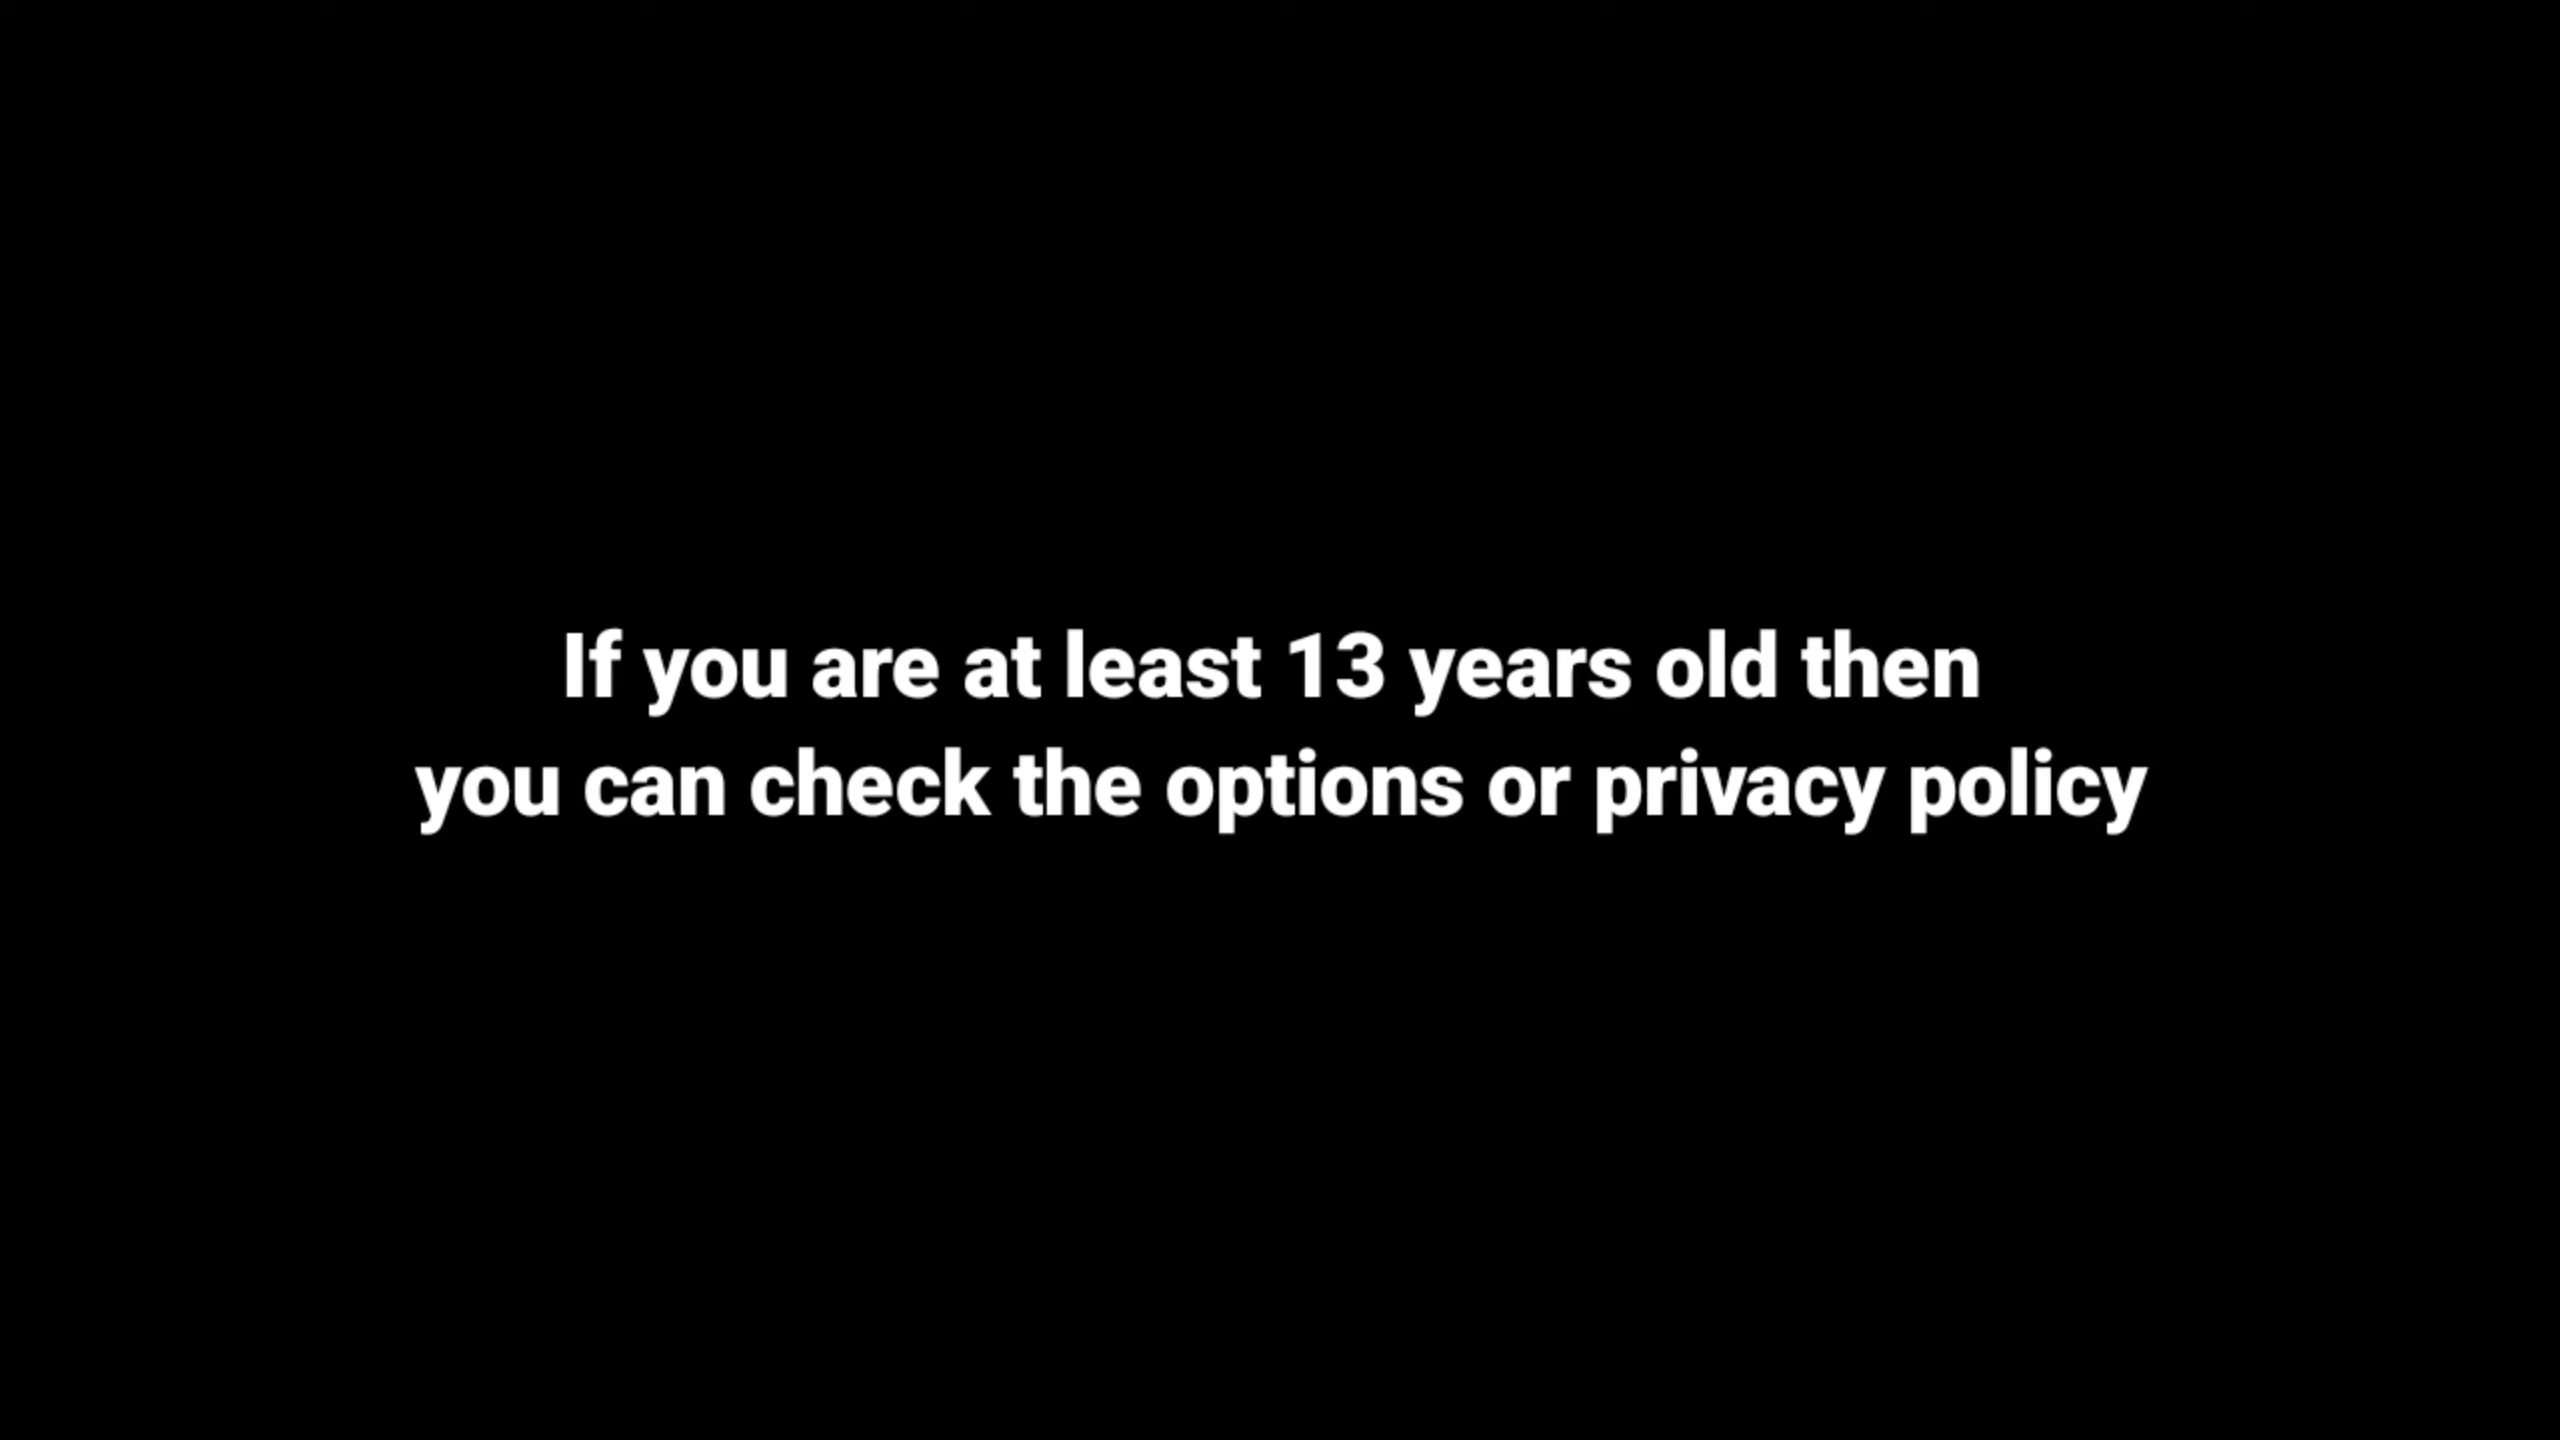 If you are at least 13 years old then
you can check the options or privacy policy